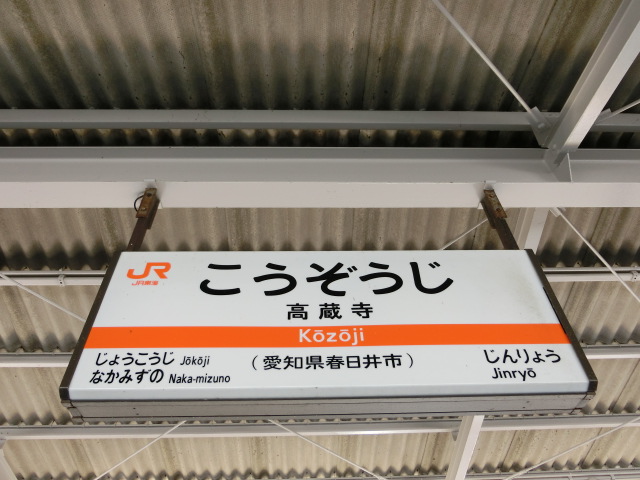 JR
JR東海
こうぞうじ
高蔵寺
Kōzōji
じょうこうじ Jōkōji
なかみずの Naka-mizuno
（愛知県春日井市）
じんりょう
Jinryō